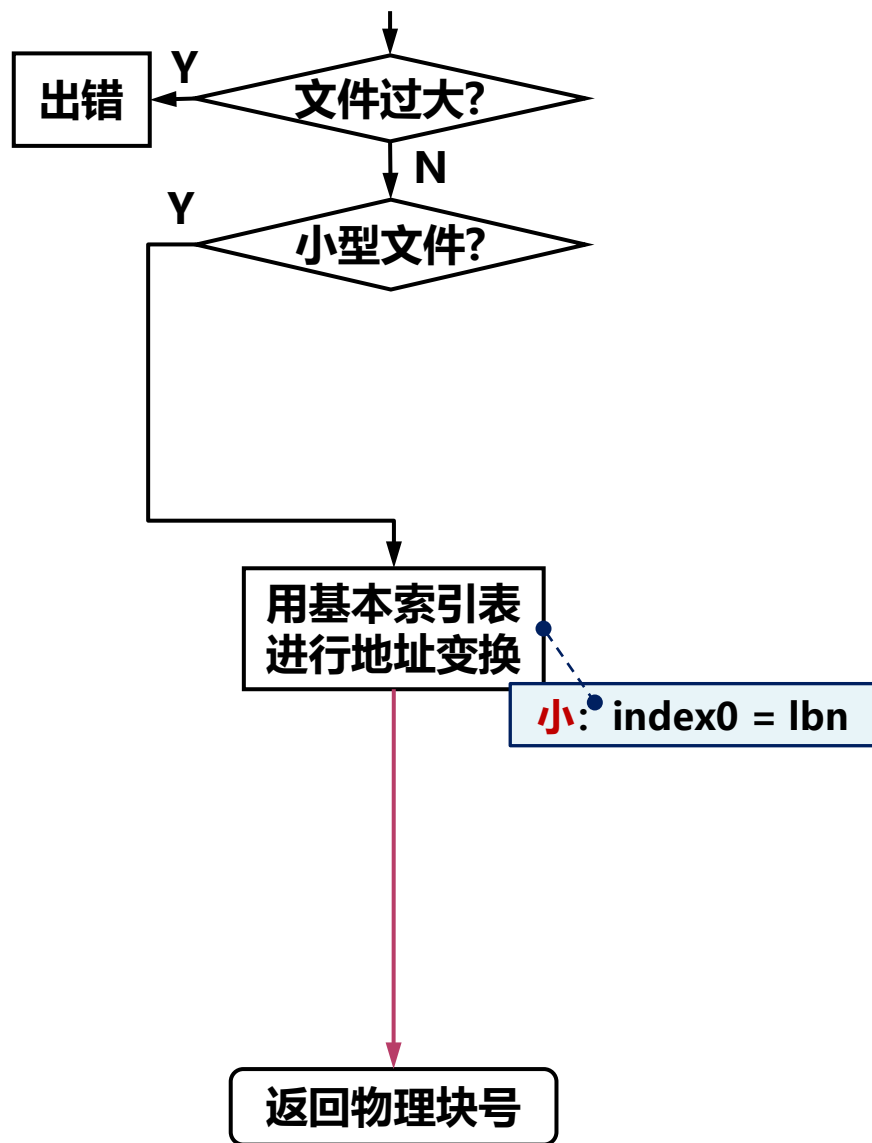 文件过大?
Y
出错
N
Y
小型文件?
用基本索引表
进行地址变换
小: index0 = lbn
返回物理块号